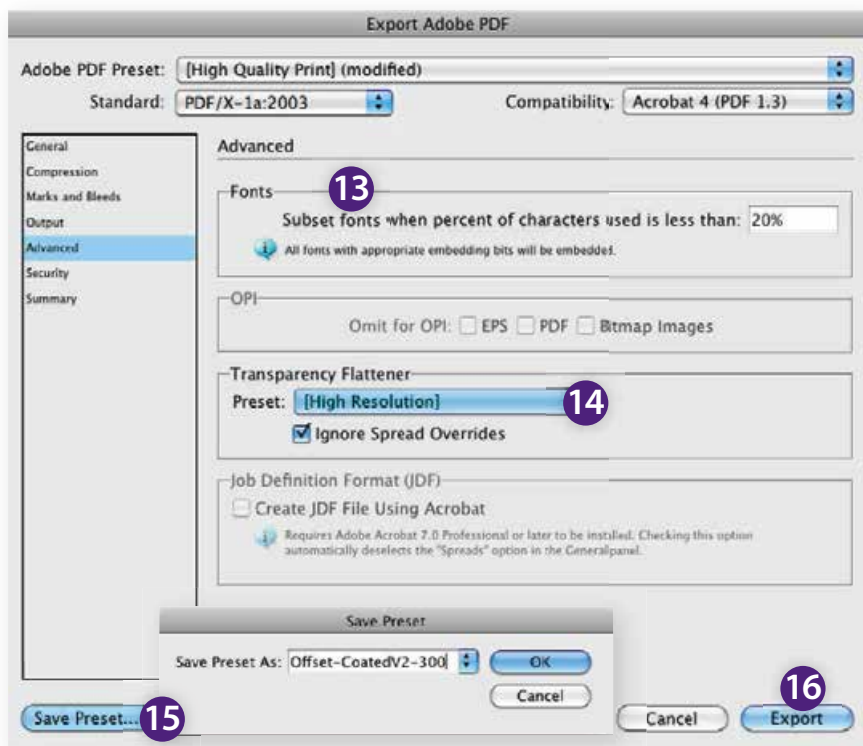 Export Adobe PDF
Adobe PDF Preset: [High Quality Print] (modified)
Standard: PDF/X-1a:2003 Compatibility: Acrobat 4 (PDF 1.3)
General
Compression
Marks and Bleeds
Output
Advanced
Security
Summary
Advanced
Fonts 13
Subset fonts when percent of characters used is less than: 20%
All fonts with appropriate embedding bits will be embedded.
OPI
Omit for OPI: EPS PDF Bitmap Images
Transparency Flattener
Preset: [High Resolution] 14
Ignore Spread Overrides
Job Definition Format (JDF)
Create JDF File Using Acrobat
Requires Adobe Acrobat 7.0 Professional or later to be installed. Checking this option
automatically deselects the "Spreads" option in the Generalpanel.
Save Preset
Save Preset As: Offset-CoatedV2-300 OK
Cancel
Save Preset... 15
Cancel Export 16